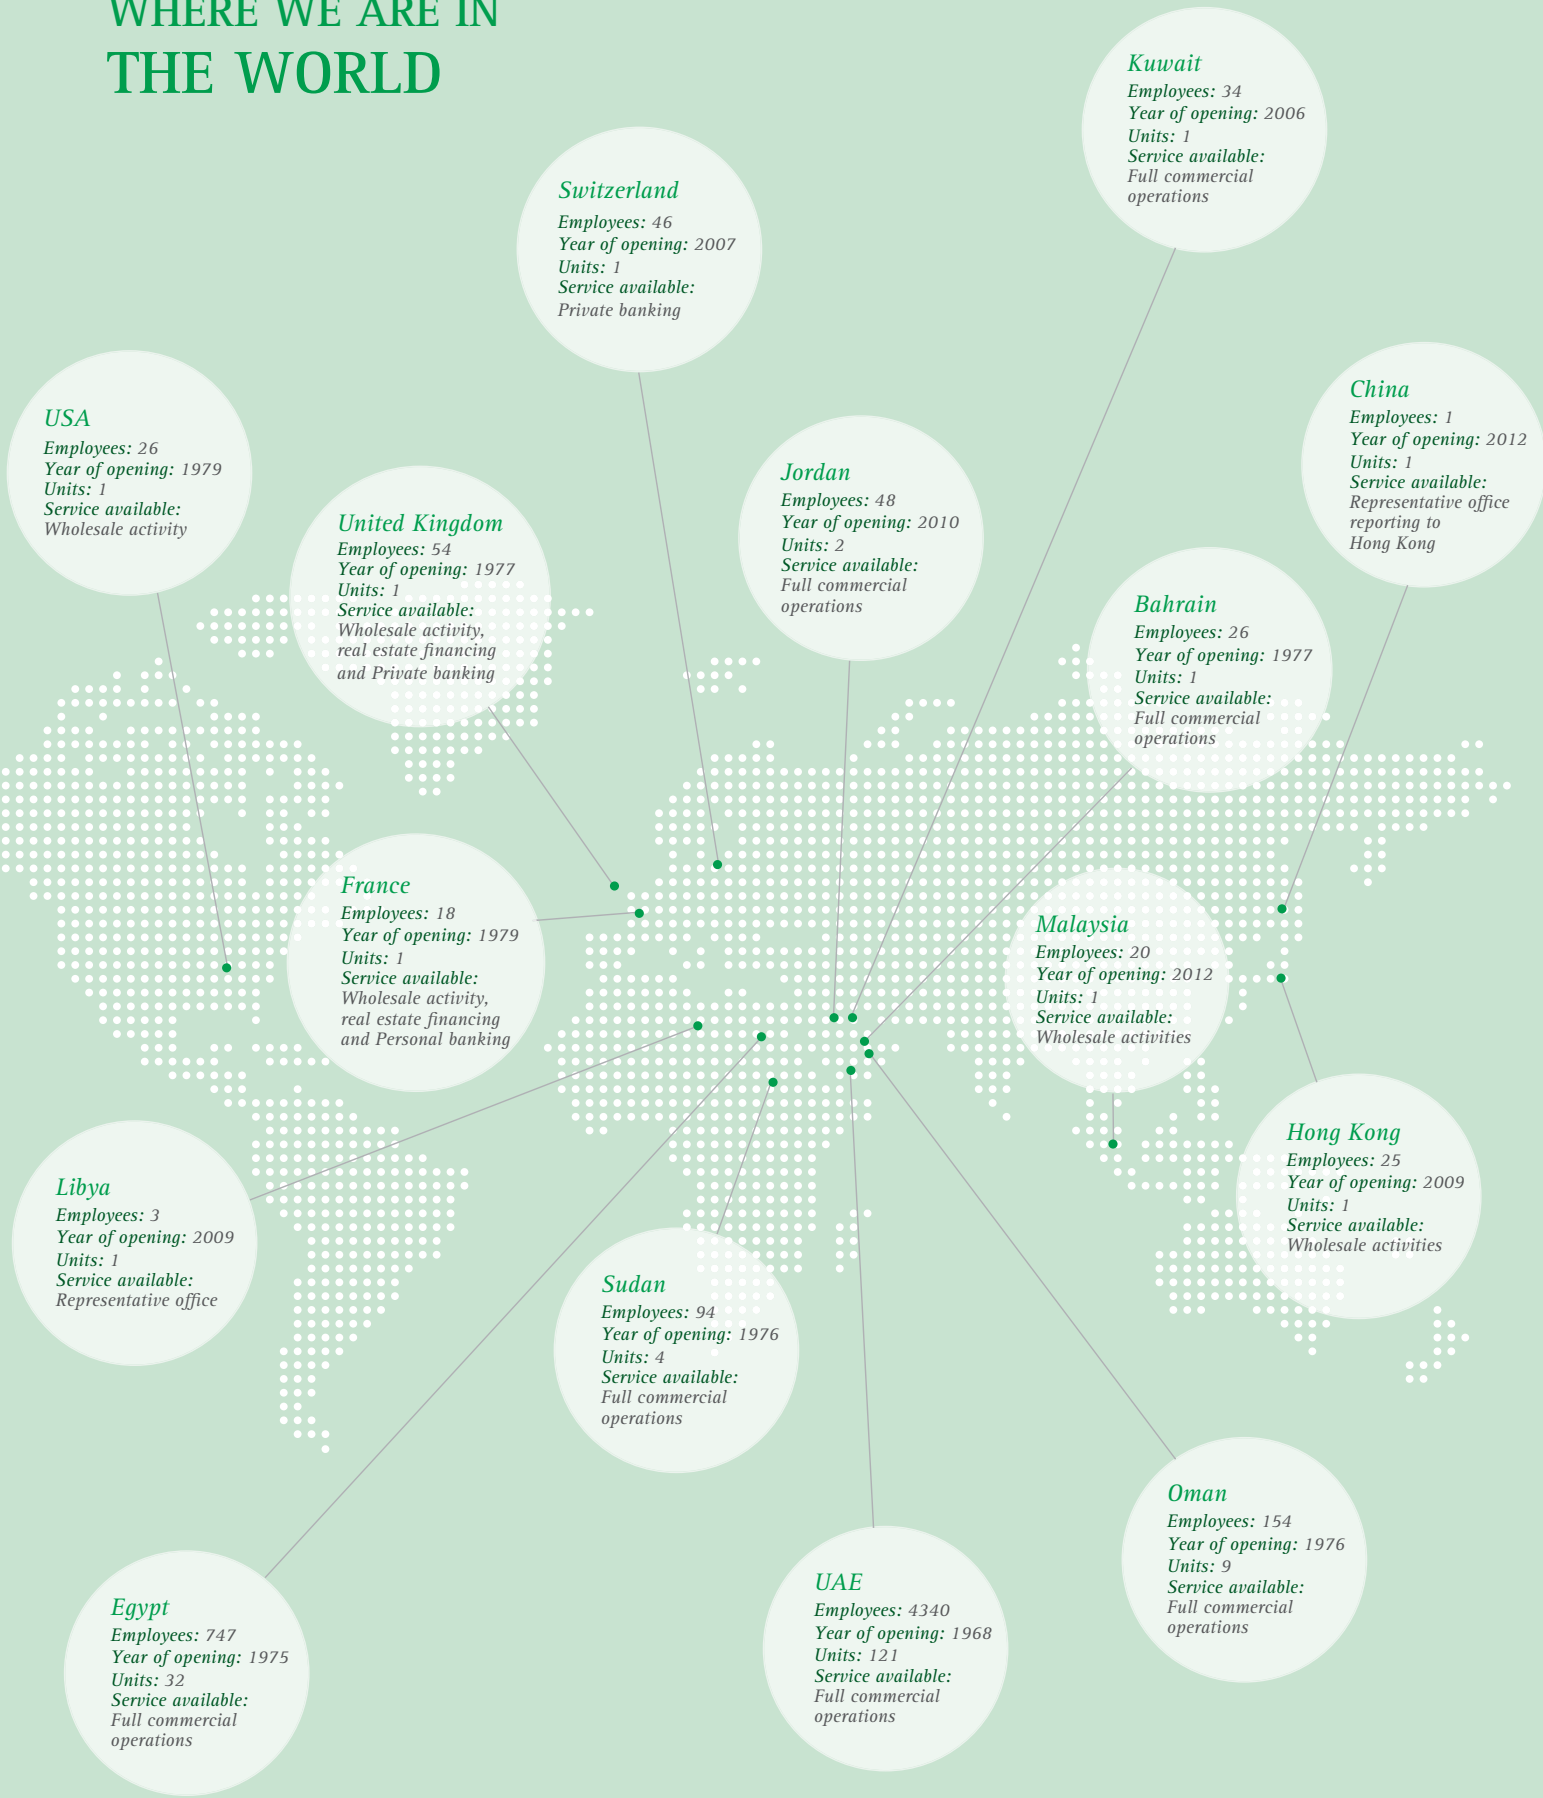 WHERE WE ARE IN
THE WORLD
Kuwait
Employees: 34
Year of opening: 2006
Units: 1
Service available:
Full commercial
operations
Switzerland
Employees: 46
Year of opening: 2007
Units: 1
Service available:
Private banking
China
Employees: 1
Year of opening: 2012
Units: 1
Service available:
Representative office
reporting to
Hong Kong
USA
Employees: 26
Year of opening: 1979
Units: 1
Service available:
Wholesale activity
Jordan
Employees: 48
Year of opening: 2010
Units: 2
Service available:
Full commercial
operations
United Kingdom
Employees: 54
Year of opening: 1977
Units: 1
Service available:
Wholesale activity,
real estate financing
and Private banking
Bahrain
Employees: 26
Year of opening: 1977
Units: 1
Service available:
Full commercial
operations
France
Employees: 18
Year of opening: 1979
Units: 1
Service available:
Wholesale activity,
real estate financing
and Personal banking
Malaysia
Employees: 20
Year of opening: 2012
Units: 1
Service available:
Wholesale activities
Hong Kong
Employees: 25
Year of opening: 2009
Units: 1
Service available:
Wholesale activities
Libya
Employees: 3
Year of opening: 2009
Units: 1
Service available:
Representative office
Sudan
Employees: 94
Year of opening: 1976
Units: 4
Service available:
Full commercial
operations
Oman
Employees: 154
Year of opening: 1976
Units: 9
Service available:
Full commercial
operations
UAE
Employees: 4340
Year of opening: 1968
Units: 121
Service available:
Full commercial
operations
Egypt
Employees: 747
Year of opening: 1975
Units: 32
Service available:
Full commercial
operations